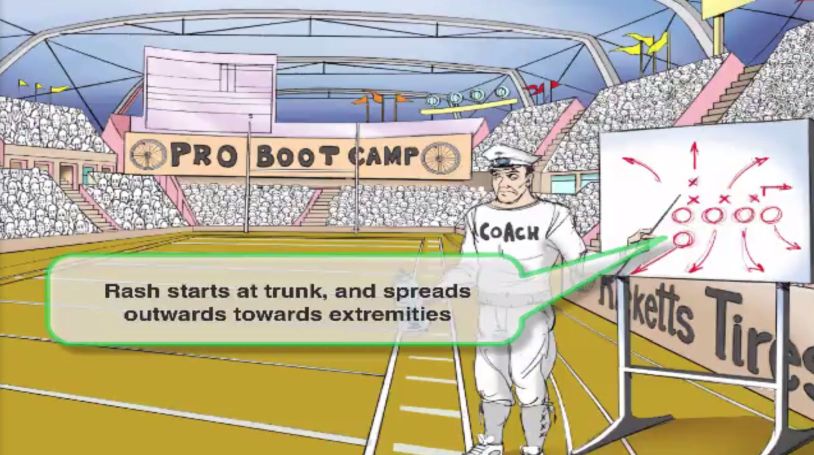 PRO BOOT CAMP
COACH
Rash starts at trunk, and spreads
outwards towards extremities
Ricketts Tires